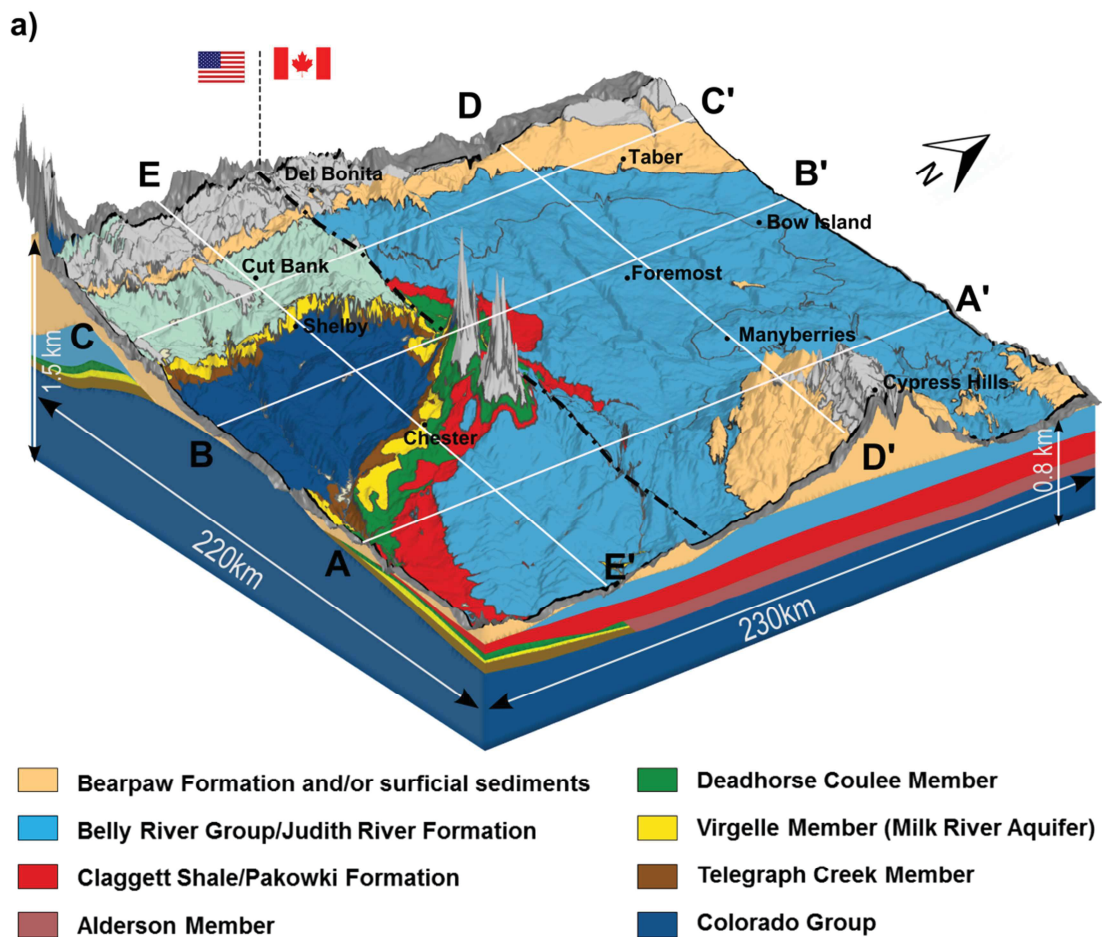 a)
D
C'
E
Del Bonita
Taber
N
B'
Bow Island
Cut Bank
Foremost
A'
Shelby
Manyberries
C
1.5 km
Cypress Hills
Chester
B
D'
0.8 km
A
E'
220km
230km
Bearpaw Formation and/or surficial sediments
Belly River Group/Judith River Formation
Claggett Shale/Pakowki Formation
Alderson Member
Deadhorse Coulee Member
Virgelle Member (Milk River Aquifer)
Telegraph Creek Member
Colorado Group